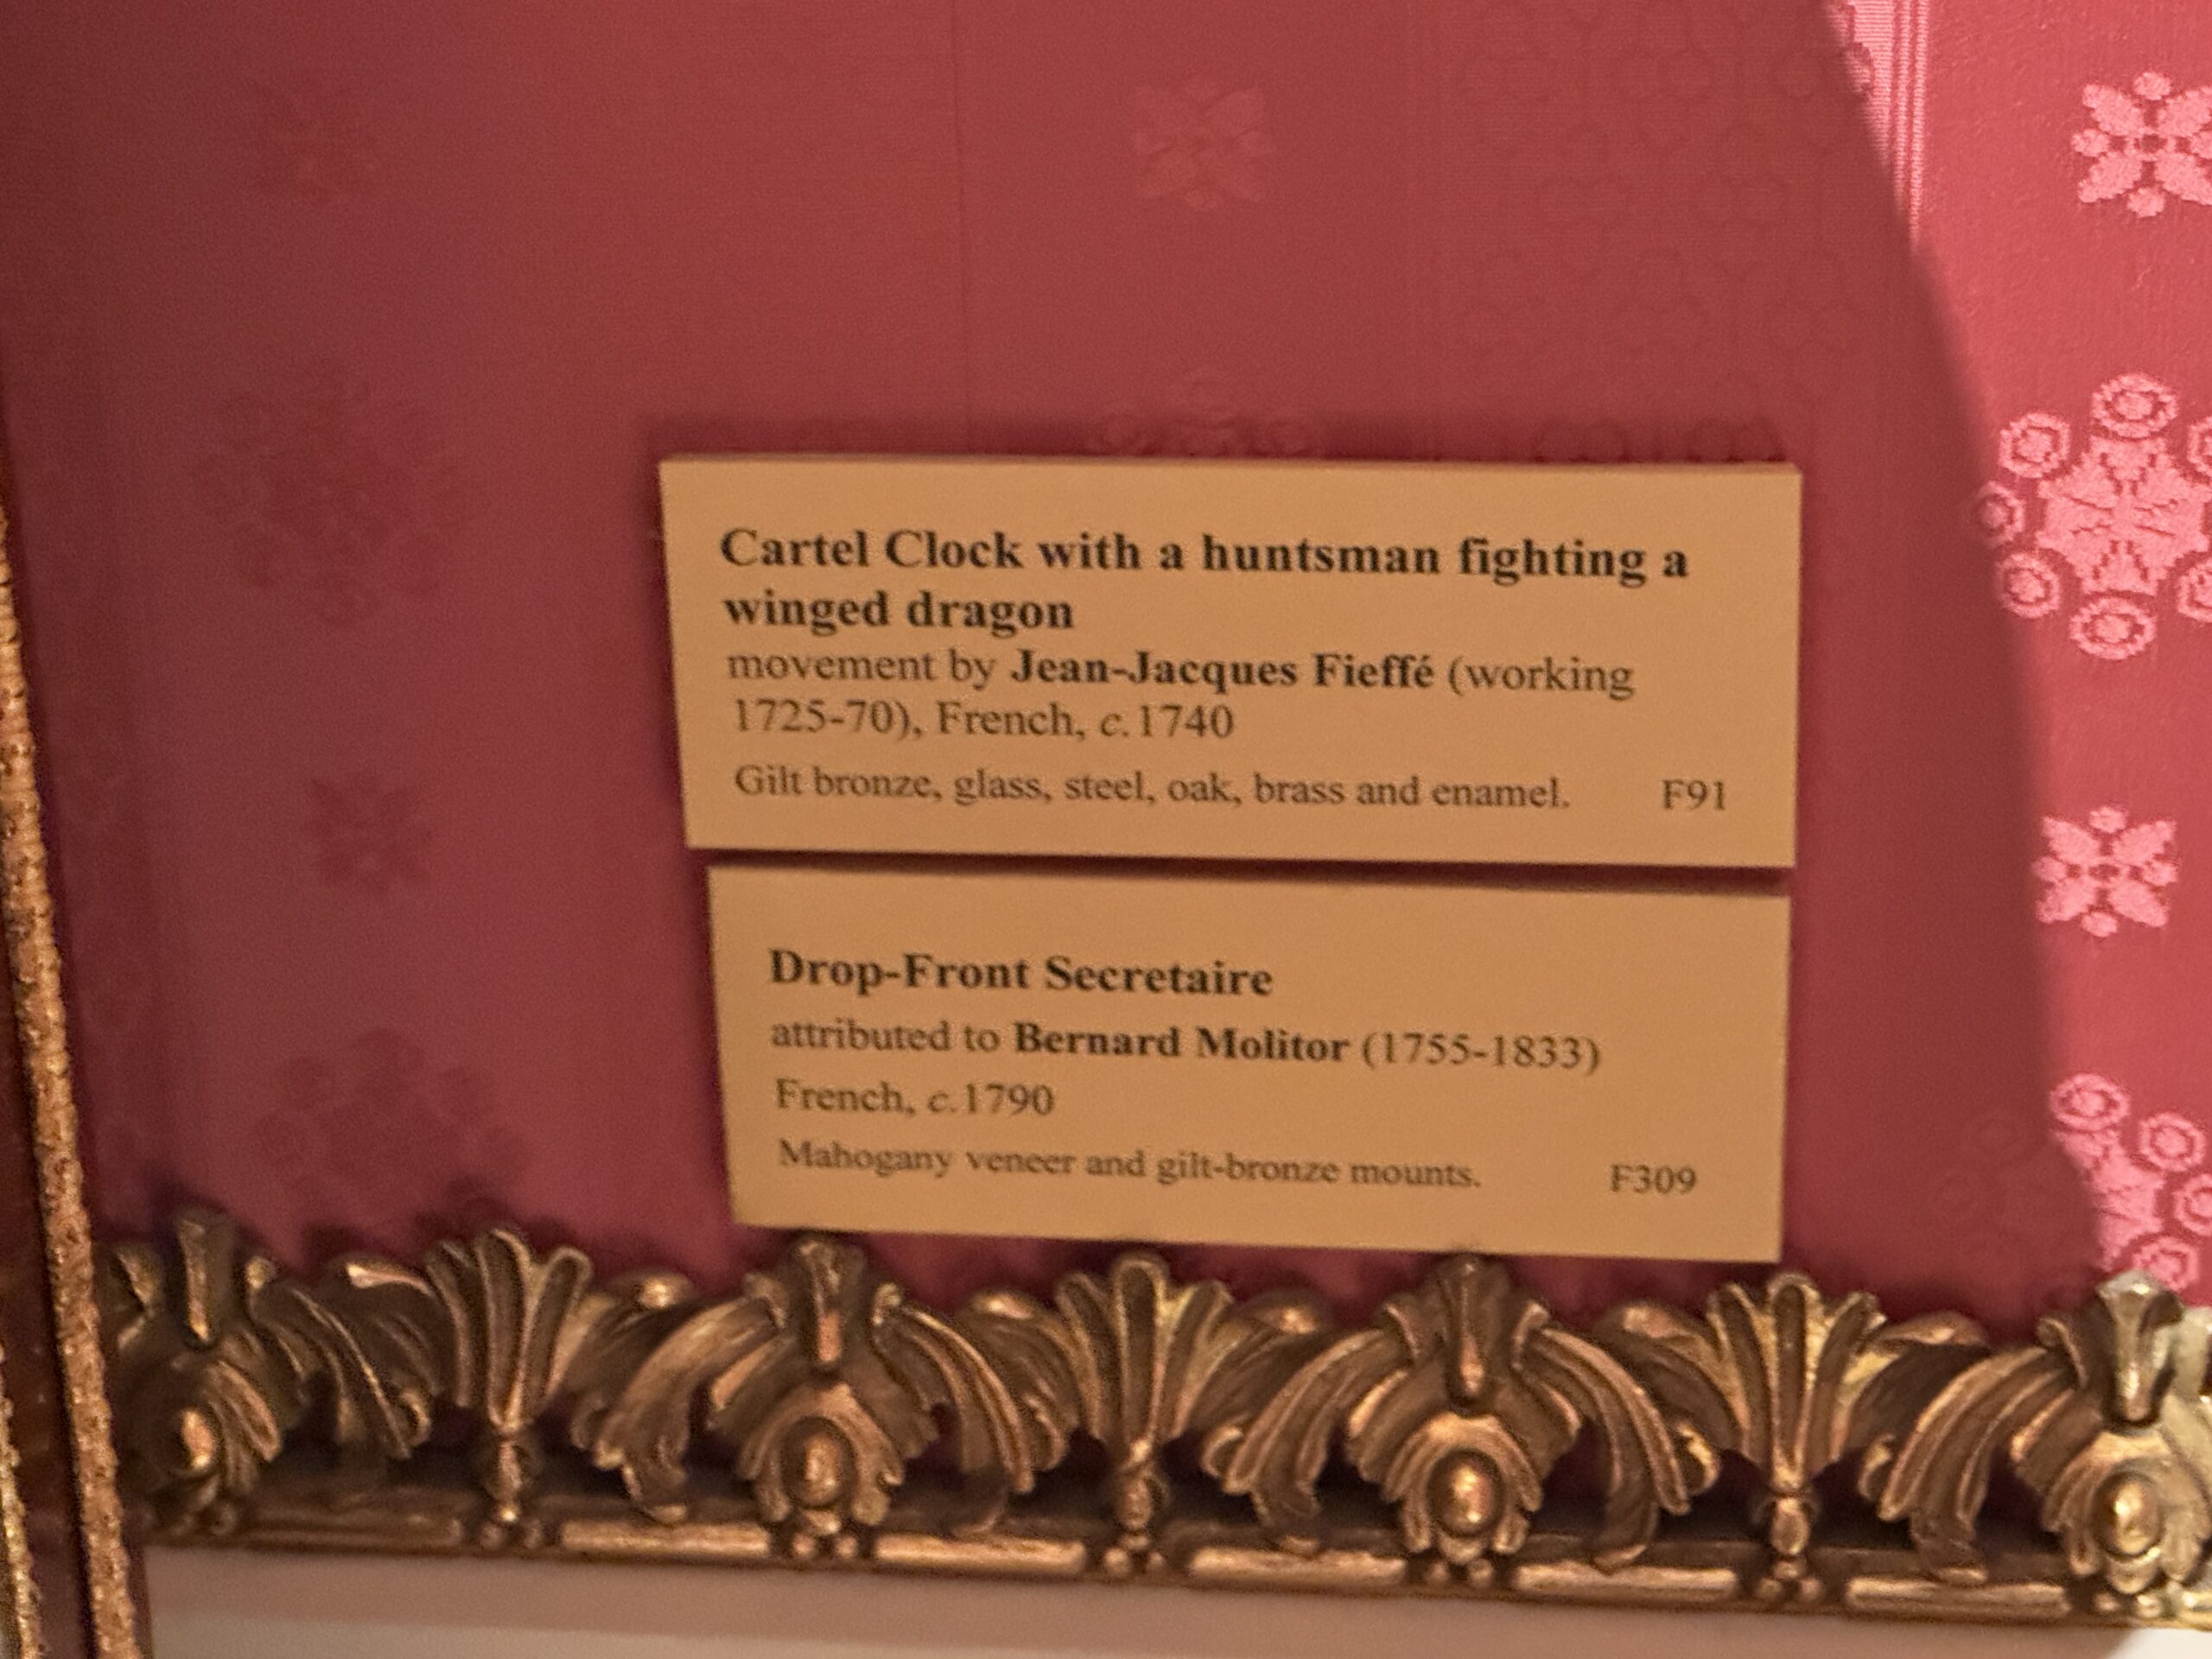 Cartel Clock with a huntsman fighting a
winged dragon
movement by Jean-Jacques Fieffé (working
1725-70), French, c.1740
Gilt bronze, glass, steel, oak, brass and enamel. F91
Drop-Front Secretaire
attributed to Bernard Molitor (1755-1833)
French, c.1790
Mahogany veneer and gilt-bronze mounts. F309